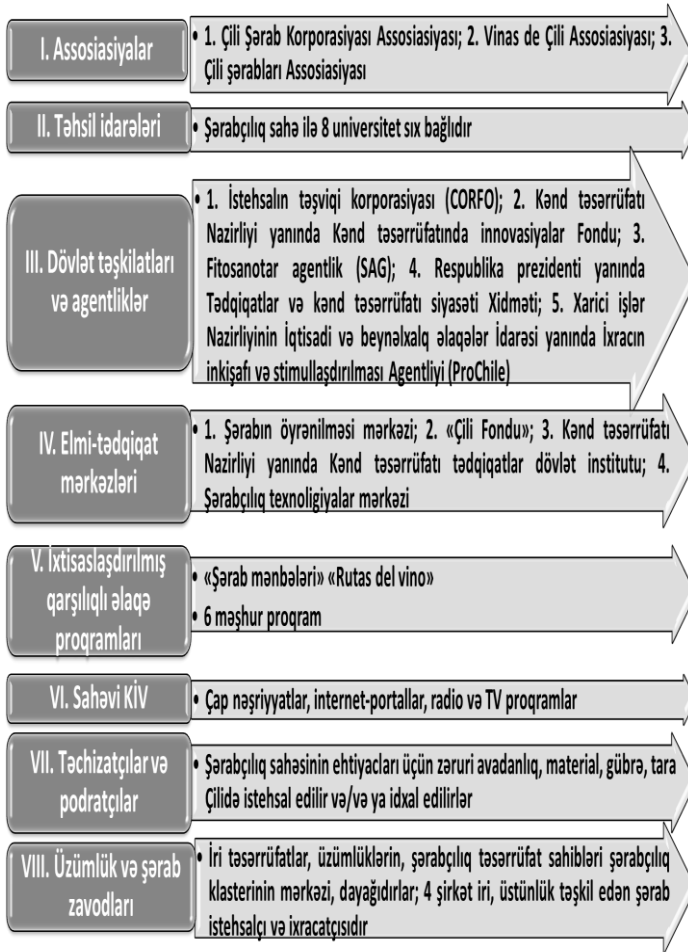 I. Assosiasiyalar
• 1. Çili Şərab Korporasiyası Assosiasiyası; 2. Vinas de Çili Assosiasiyası; 3.
Çili şərabları Assosiasiyası
II. Təhsil idarələri
• Şərabçılıq sahə ilə 8 universitet sıx bağlıdır
III. Dövlət təşkilatları
və agentliklər
• 1. İstehsalın təşviqi korporasiyası (CORFO); 2. Kənd təsərrüfatı
Nazirliyi yanında Kənd təsərrüfatında innovasiyalar Fondu; 3.
Fitosanotar agentlik (SAG); 4. Respublika prezidenti yanında
Tədqiqatlar və kənd təsərrüfatı siyasəti Xidməti; 5. Xarici işlər
Nazirliyinin İqtisadi və beynəlxalq əlaqələr İdarəsi yanında İxracın
inkişafı və stimullaşdırılması Agentliyi (ProChile)
IV. Elmi-tədqiqat
mərkəzləri
• 1. Şərabın öyrənilməsi mərkəzi; 2. «Çili Fondu»; 3. Kənd təsərrüfatı
Nazirliyi yanında Kənd təsərrüfatı tədqiqatlar dövlət institutu; 4.
Şərabçılıq texnoligiyalar mərkəzi
V. İxtisaslaşdırılmış
qarşılıqlı əlaqə
proqramları
• «Şərab mənbələri» «Rutas del vino»
• 6 məşhur proqram
VI. Sahəvi KİV
• Çap nəşriyyatlar, internet-portallar, radio və TV proqramlar
VII. Təchizatçılar və
podratçılar
• Şərabçılıq sahəsinin ehtiyacları üçün zəruri avadanlıq, material, gübrə, tara
Çilidə istehsal edilir və/və ya idxal edilirlər
VIII. Üzümlük və şərab
zavodları
• İri təsərrüfatlar, üzümlüklərin, şərabçılıq təsərrüfat sahibləri şərabçılıq
klasterinin mərkəzi, dayağıdırlar; 4 şirkət iri, üstünlük təşkil edən şərab
istehsalçı və ixracatçısıdır